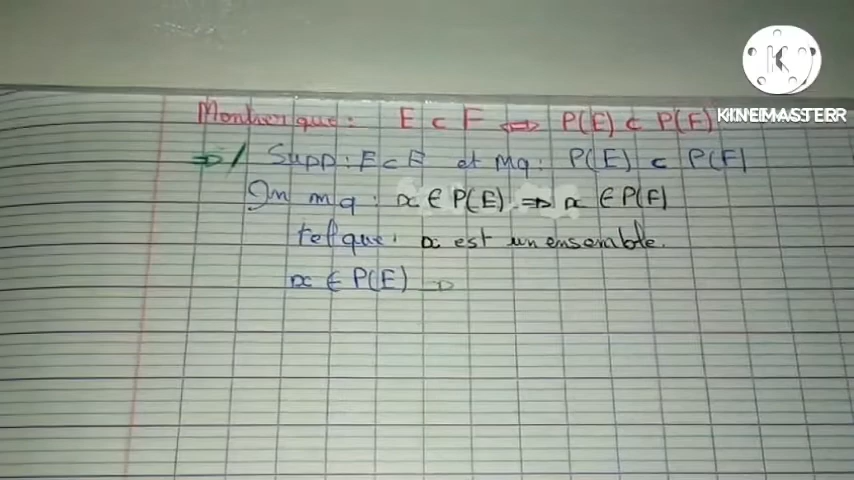 KINEMASTER
Montrer que : E ⊂ F ⟺ P(E) ⊂ P(F)
⇒/ Supp : E ⊂ F et Mq : P(E) ⊂ P(F)
On mq : x ∈ P(E) ⇒ x ∈ P(F)
tel que : x est un ensemble.
x ∈ P(E) ⇒